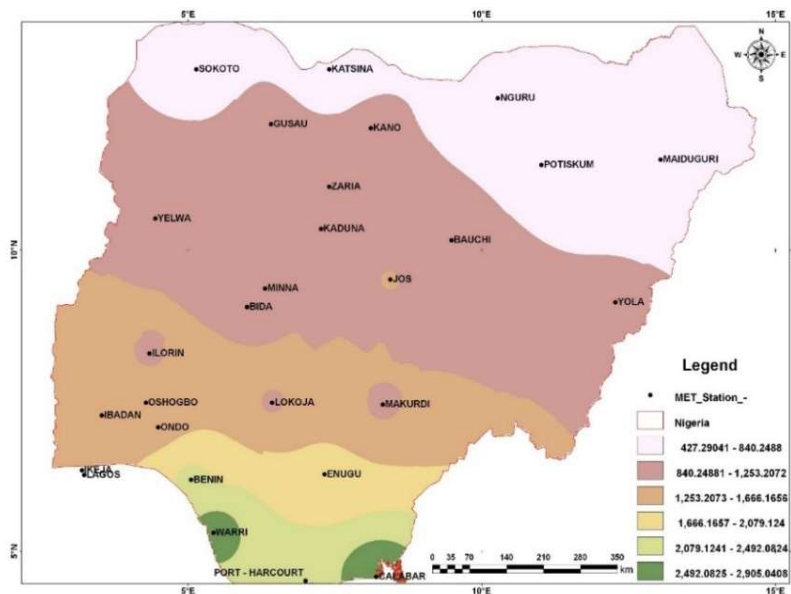 5°E 10°E 15°E
N
W E
S
SOKOTO KATSINA
NGURU
GUSAU KANO
POTISKUM MAIDUGURI
ZARIA
YELWA KADUNA
BAUCHI
10°N
JOS
MINNA
BIDA YOLA
ILORIN
OSHOGBO LOKOJA MAKURDI
IBADAN
ONDO
IKEJA
LAGOS
BENIN ENUGU
WARRI
5°N
PORT - HARCOURT CALABAR
0 35 70 140 210 280 350
km
5°E 10°E 15°E
10°N
5°N
Legend
MET_Station_-
Nigeria
427.29041 - 840.2488
840.24881 - 1,253.2072
1,253.2073 - 1,666.1656
1,666.1657 - 2,079.124
2,079.1241 - 2,492.0824
2,492.0825 - 2,905.0408